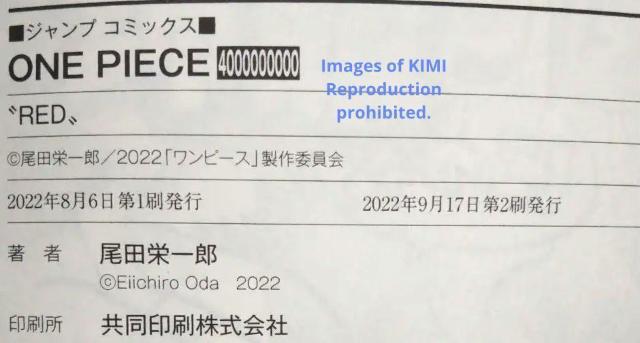 ■ジャンプ コミックス■
ONE PIECE 4000000000
Images of KIMI
Reproduction
prohibited.
〝RED〟
©尾田栄一郎／2022「ワンピース」製作委員会
2022年8月6日第1刷発行 2022年9月17日第2刷発行
著 者 尾田栄一郎
©Eiichiro Oda 2022
印刷所 共同印刷株式会社